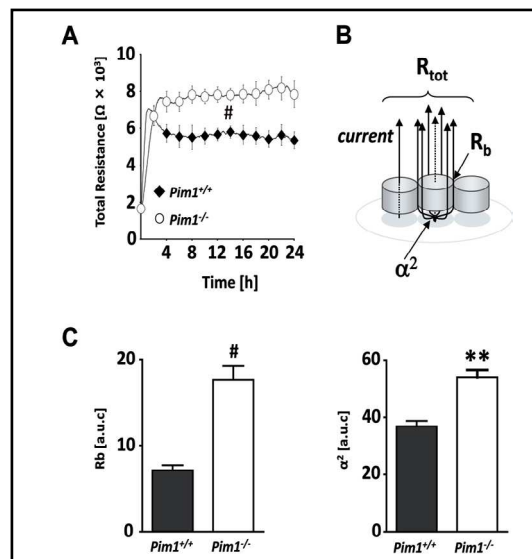 A
Total Resistance [Ω × 10³]
10
8
6
4
2
0
#
Pim1+/+
Pim1-/-
4 8 12 16 20 24
Time [h]
B
Rtot
current
Rb
α²
C
Rb [a.u.c]
20
10
0
#
Pim1+/+ Pim1-/-
α² [a.u.c]
60
40
20
0
**
Pim1+/+ Pim1-/-